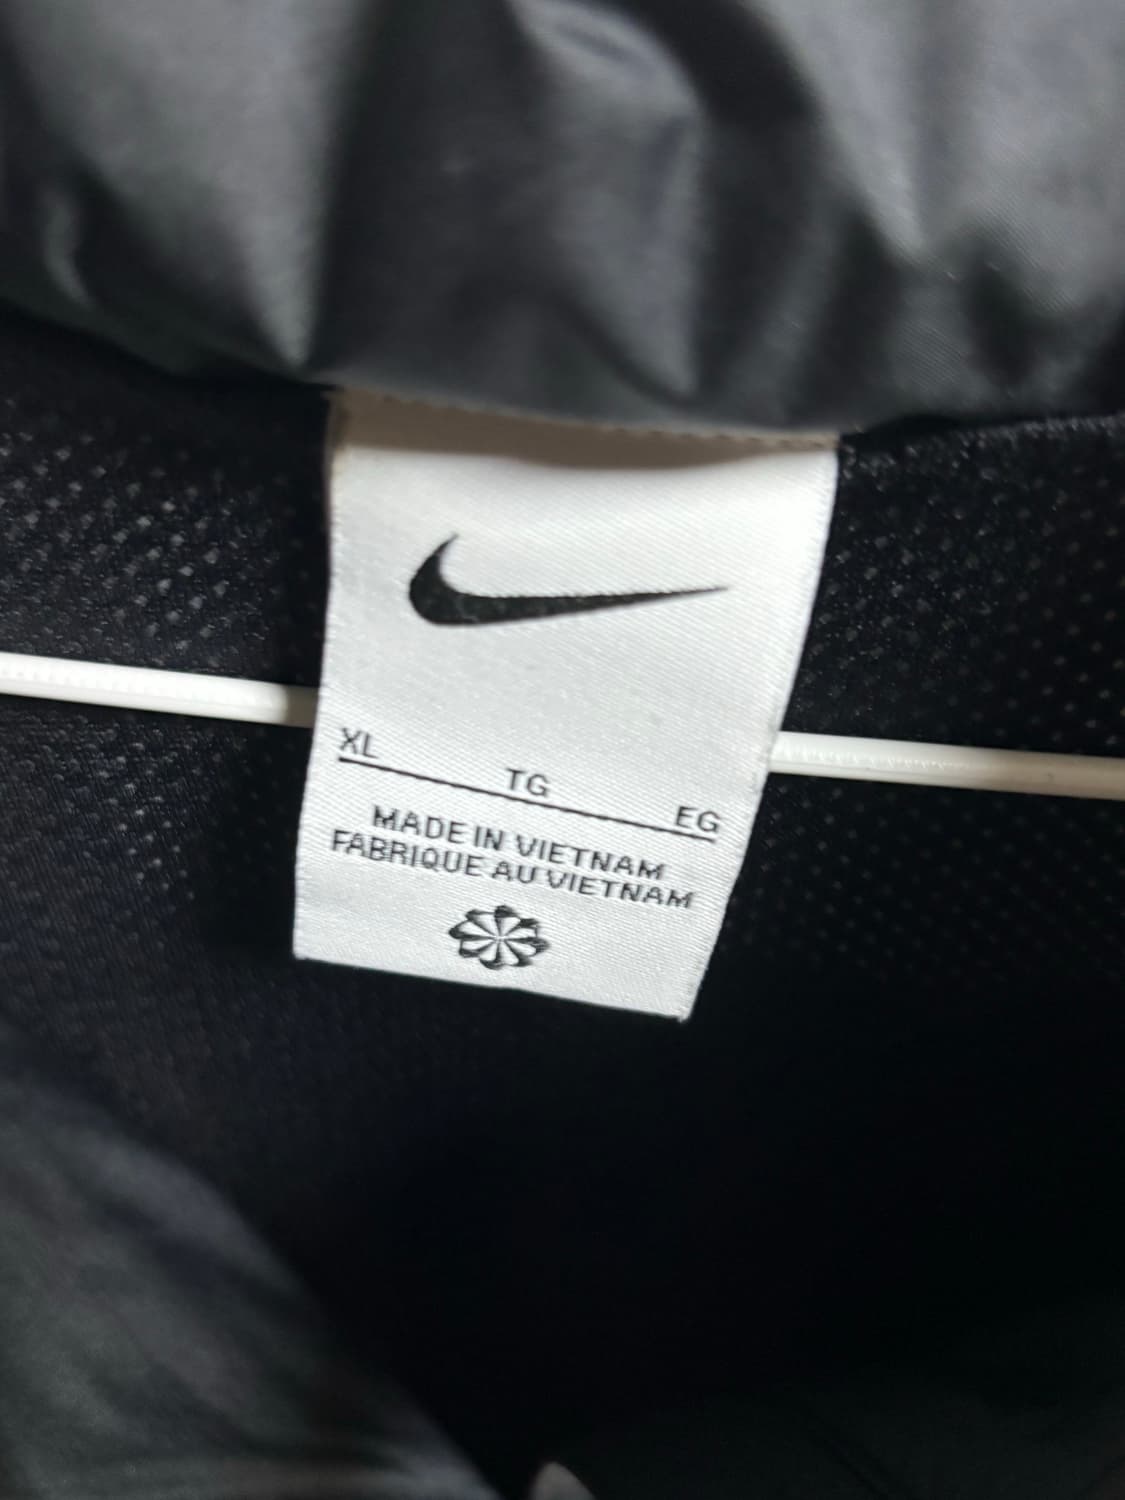 XL TG EG
MADE IN VIETNAM
FABRIQUE AU VIETNAM